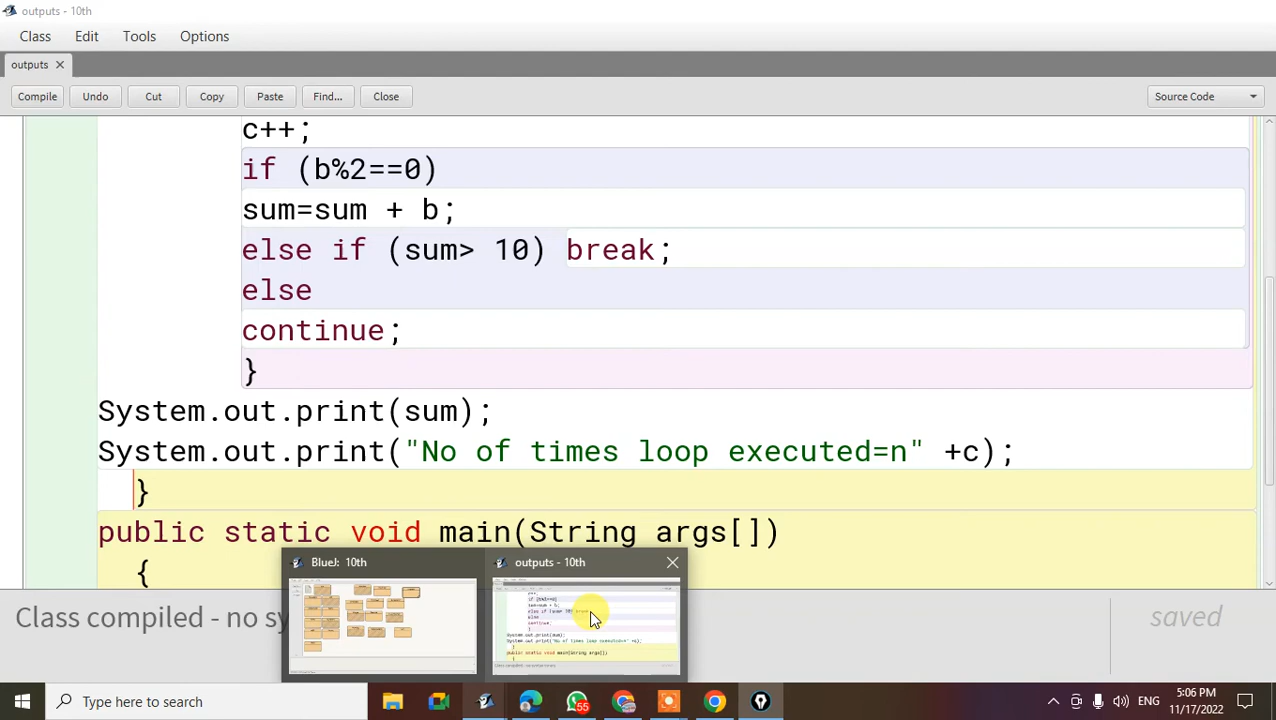 outputs - 10th
Class Edit Tools Options
outputs ×
Compile Undo Cut Copy Paste Find... Close Source Code
c++;
if (b%2==0)
sum=sum + b;
else if (sum> 10) break;
else
continue;
}
System.out.print(sum);
System.out.print("No of times loop executed=n" +c);
}
public static void main(String args[])
{
BlueJ: 10th outputs - 10th
Class compiled - no sy
saved
Type here to search
55
ENG
5:06 PM
11/17/2022